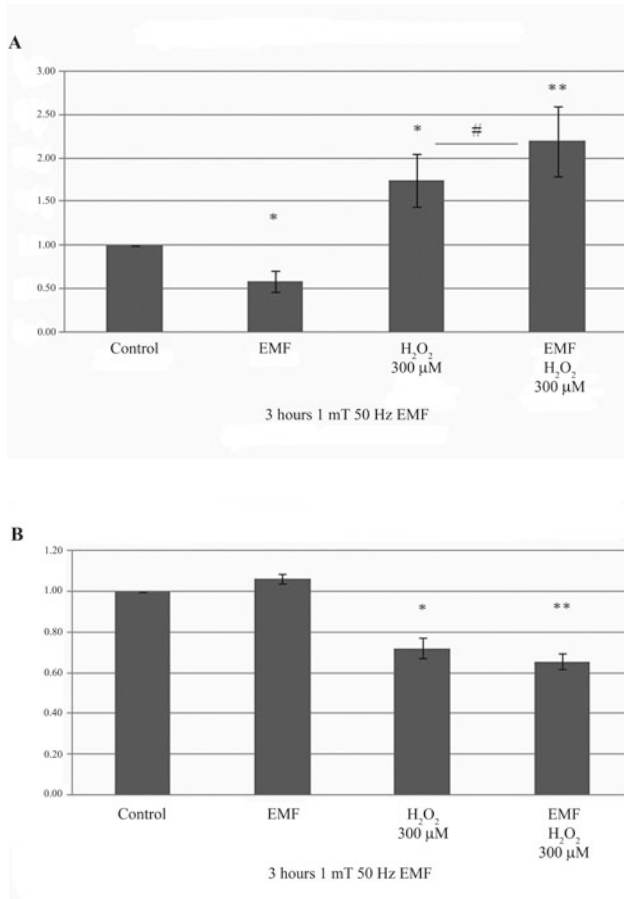 A
3.00
2.50
2.00
1.50
1.00
0.50
0.00
*
*
#
**
Control
EMF
H₂O₂
300 µM
EMF
H₂O₂
300 µM
3 hours 1 mT 50 Hz EMF
B
1.20
1.00
0.80
0.60
0.40
0.20
0.00
*
**
Control
EMF
H₂O₂
300 µM
EMF
H₂O₂
300 µM
3 hours 1 mT 50 Hz EMF